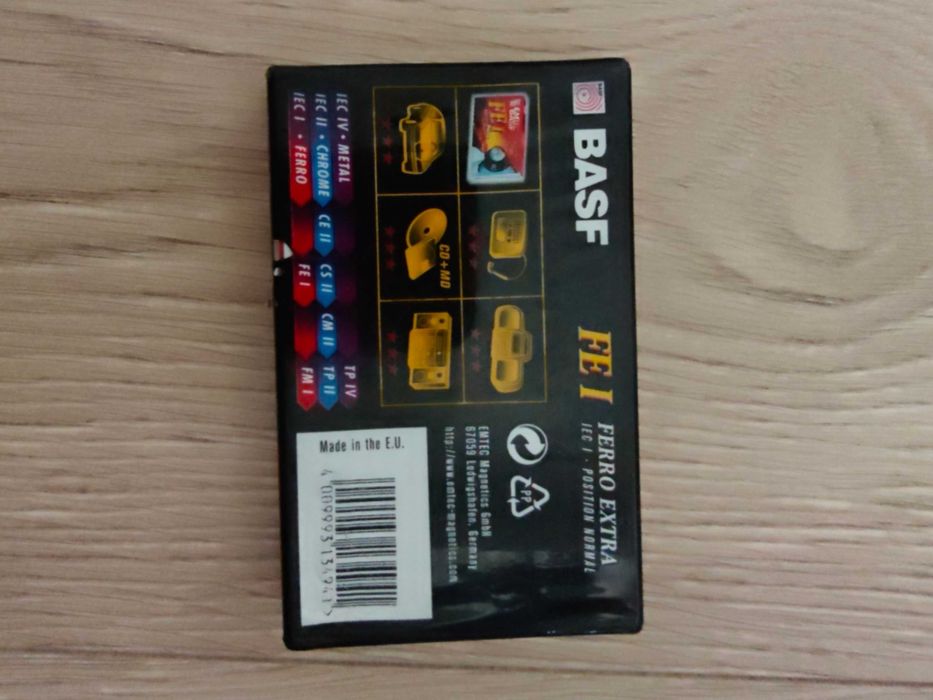 BASF
FE I FERRO EXTRA
IEC I · POSITION NORMAL
FE I
CD + MD
IEC IV • METAL TP IV
IEC II • CHROME CE II CS II CM II TP II
IEC I • FERRO FE I FM I
EMTEC Magnetics GmbH
67059 Ludwigshafen, Germany
http://www.emtec-magnetics.com
PP
Made in the E.U.